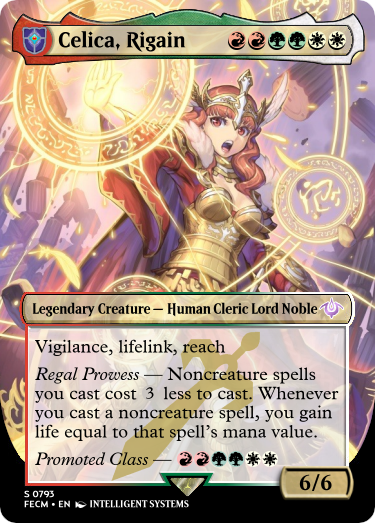 Celica, Rigain
Legendary Creature — Human Cleric Lord Noble
Vigilance, lifelink, reach
Regal Prowess — Noncreature spells
you cast cost 3 less to cast. Whenever
you cast a noncreature spell, you gain
life equal to that spell's mana value.
Promoted Class —
6/6
S 0793
FECM • EN INTELLIGENT SYSTEMS